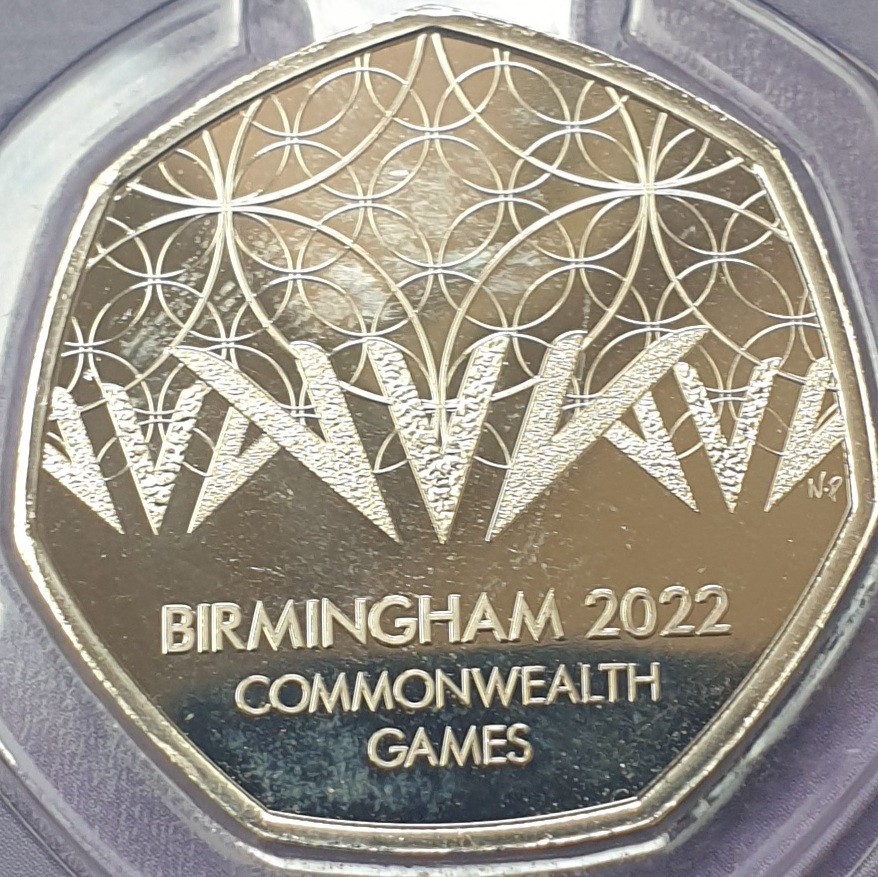 N.P
BIRMINGHAM 2022
COMMONWEALTH
GAMES